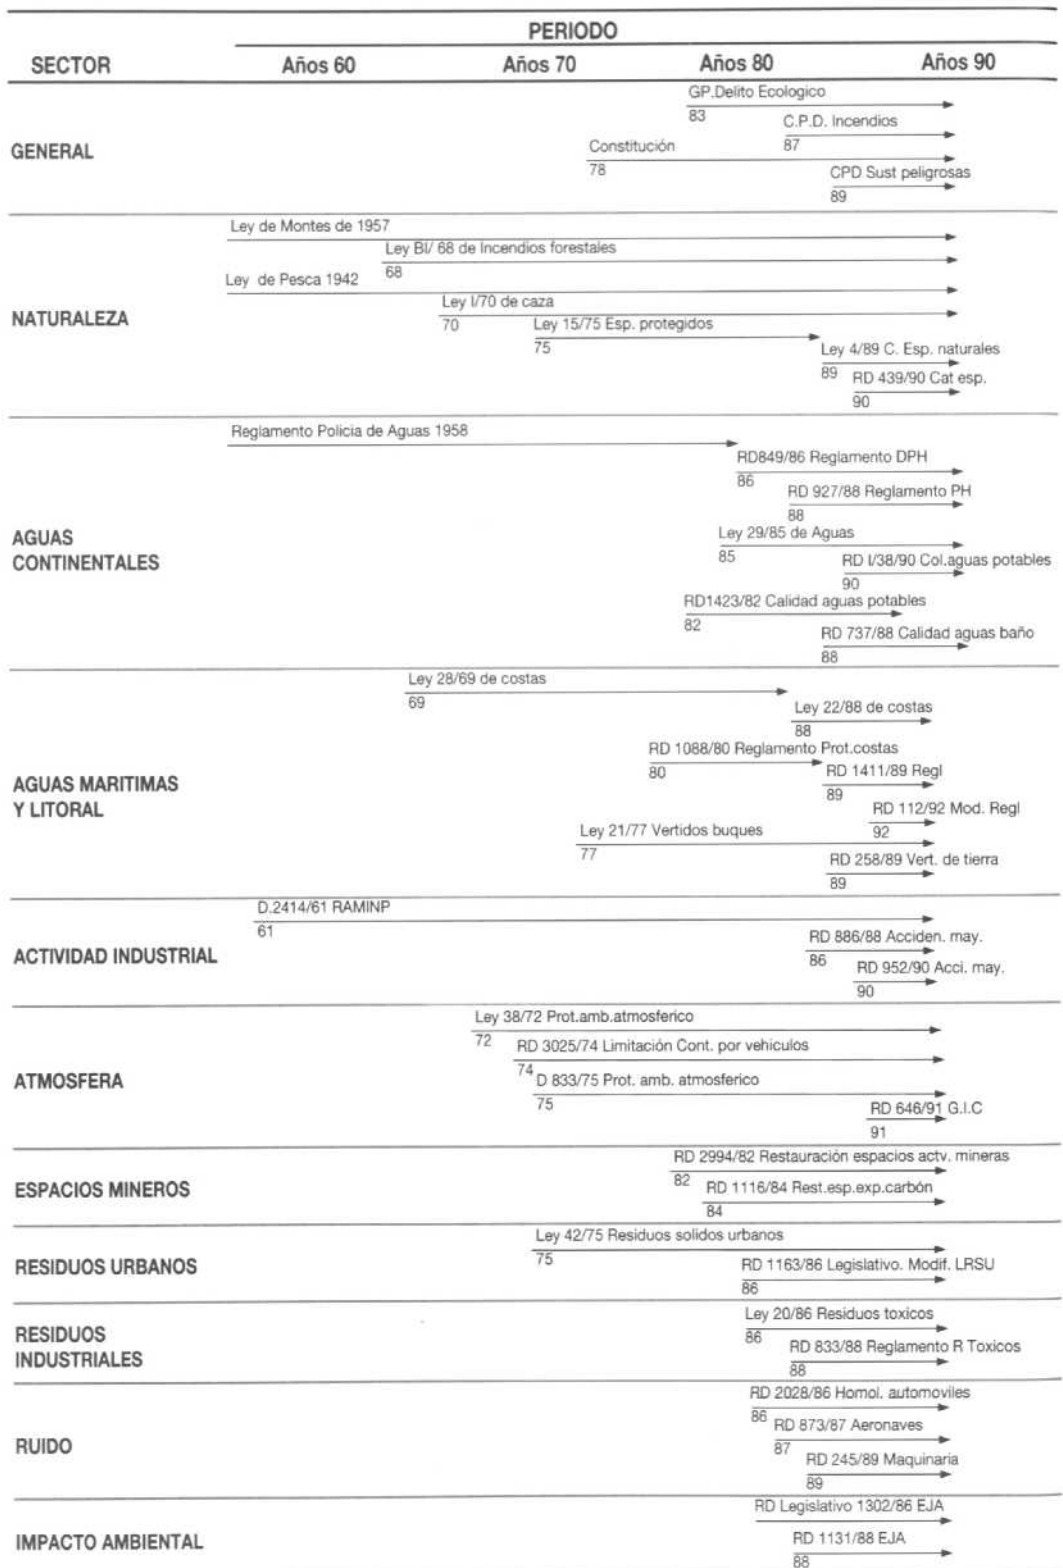 PERIODO
SECTOR Años 60 Años 70 Años 80 Años 90
GP.Delito Ecologico
83
C.P.D. Incendios
87
GENERAL
Constitución
78
CPD Sust peligrosas
89
Ley de Montes de 1957
Ley BI/ 68 de Incendios forestales
68
Ley de Pesca 1942
NATURALEZA
Ley I/70 de caza
70
Ley 15/75 Esp. protegidos
75
Ley 4/89 C. Esp. naturales
89
RD 439/90 Cat esp.
90
Reglamento Policia de Aguas 1958
RD849/86 Reglamento DPH
86
RD 927/88 Reglamento PH
88
AGUAS
CONTINENTALES
Ley 29/85 de Aguas
85
RD I/38/90 Col.aguas potables
90
RD1423/82 Calidad aguas potables
82
RD 737/88 Calidad aguas baño
88
Ley 28/69 de costas
69
Ley 22/88 de costas
88
RD 1088/80 Reglamento Prot.costas
80
AGUAS MARITIMAS
Y LITORAL
RD 1411/89 Regl
89
RD 112/92 Mod. Regl
92
Ley 21/77 Vertidos buques
77
RD 258/89 Vert. de tierra
89
D.2414/61 RAMINP
61
ACTIVIDAD INDUSTRIAL
RD 886/88 Acciden. may.
86
RD 952/90 Acci. may.
90
Ley 38/72 Prot.amb.atmosferico
72
RD 3025/74 Limitación Cont. por vehiculos
74
ATMOSFERA
D 833/75 Prot. amb. atmosferico
75
RD 646/91 G.I.C
91
RD 2994/82 Restauración espacios actv. mineras
82
ESPACIOS MINEROS
RD 1116/84 Rest.esp.exp.carbón
84
Ley 42/75 Residuos solidos urbanos
75
RESIDUOS URBANOS
RD 1163/86 Legislativo. Modif. LRSU
86
Ley 20/86 Residuos toxicos
86
RESIDUOS
INDUSTRIALES
RD 833/88 Reglamento R Toxicos
88
RD 2028/86 Homol. automoviles
86
RD 873/87 Aeronaves
87
RUIDO
RD 245/89 Maquinaria
89
RD Legislativo 1302/86 EJA
IMPACTO AMBIENTAL
RD 1131/88 EJA
88